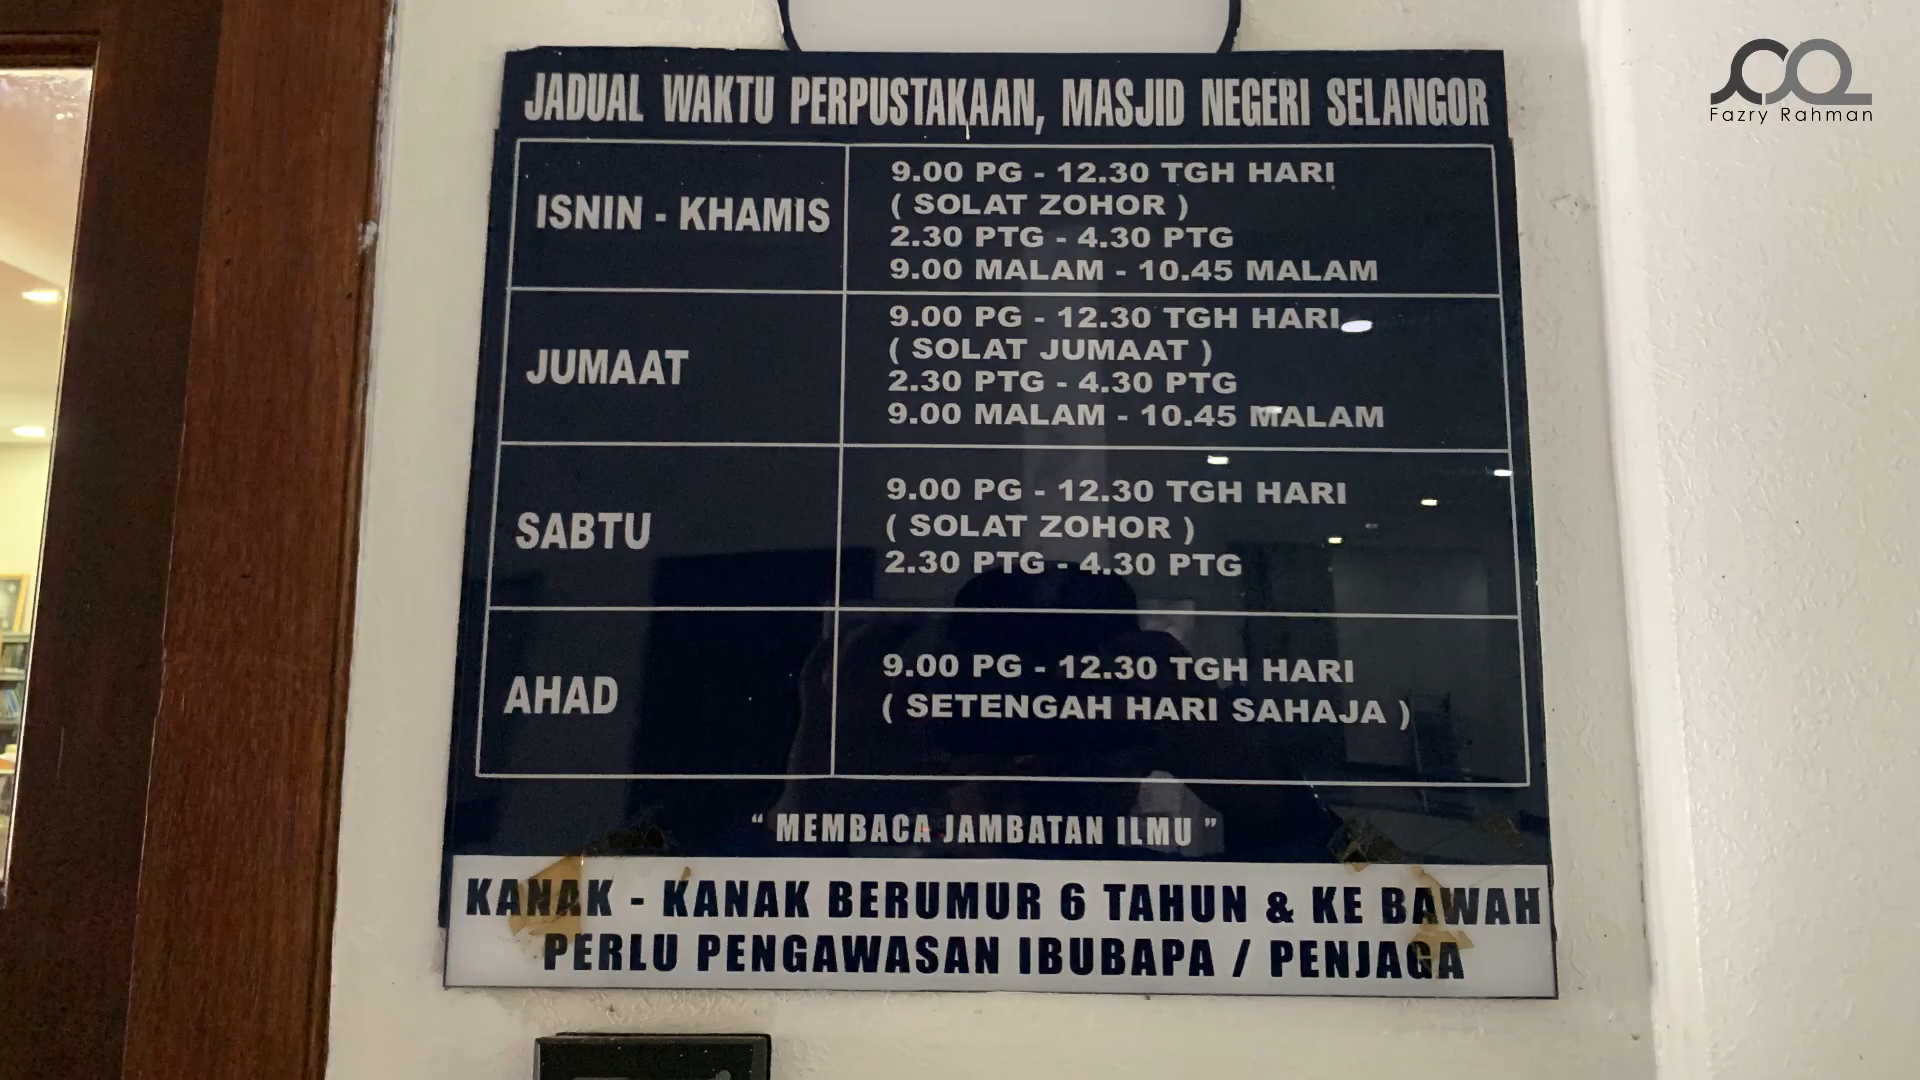 JADUAL WAKTU PERPUSTAKAAN, MASJID NEGERI SELANGOR
ISNIN - KHAMIS
9.00 PG - 12.30 TGH HARI
( SOLAT ZOHOR )
2.30 PTG - 4.30 PTG
9.00 MALAM - 10.45 MALAM
JUMAAT
9.00 PG - 12.30 TGH HARI
( SOLAT JUMAAT )
2.30 PTG - 4.30 PTG
9.00 MALAM - 10.45 MALAM
SABTU
9.00 PG - 12.30 TGH HARI
( SOLAT ZOHOR )
2.30 PTG - 4.30 PTG
AHAD
9.00 PG - 12.30 TGH HARI
( SETENGAH HARI SAHAJA )
“ MEMBACA JAMBATAN ILMU ”
KANAK - KANAK BERUMUR 6 TAHUN & KE BAWAH
PERLU PENGAWASAN IBUBAPA / PENJAGA
Fazry Rahman